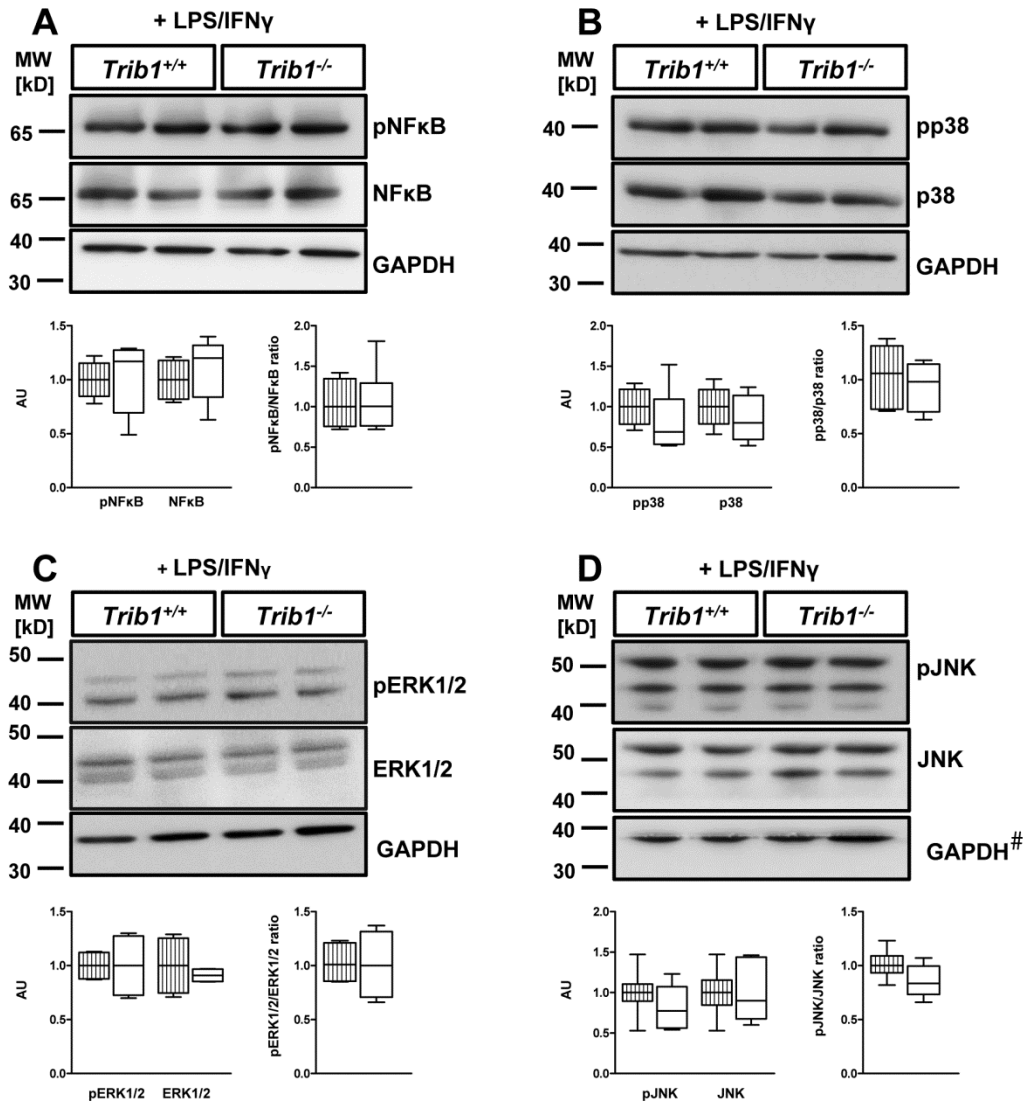 A
+ LPS/IFNγ
MW
[kD]
Trib1+/+
Trib1-/-
65
pNFκB
65
NFκB
40
30
GAPDH
AU
1.5
1.0
0.5
0.0
pNFκB
NFκB
pNFκB/NFκB ratio
2.0
1.5
1.0
0.5
0.0
B
+ LPS/IFNγ
MW
[kD]
Trib1+/+
Trib1-/-
40
pp38
40
p38
40
30
GAPDH
AU
2.0
1.5
1.0
0.5
0.0
pp38
p38
pp38/p38 ratio
1.5
1.0
0.5
0.0
C
+ LPS/IFNγ
MW
[kD]
Trib1+/+
Trib1-/-
50
40
pERK1/2
50
40
ERK1/2
40
30
GAPDH
AU
1.5
1.0
0.5
0.0
pERK1/2
ERK1/2
pERK1/2/ERK1/2 ratio
1.5
1.0
0.5
0.0
D
+ LPS/IFNγ
MW
[kD]
Trib1+/+
Trib1-/-
50
40
pJNK
50
40
JNK
40
30
GAPDH#
AU
2.0
1.5
1.0
0.5
0.0
pJNK
JNK
pJNK/JNK ratio
1.5
1.0
0.5
0.0